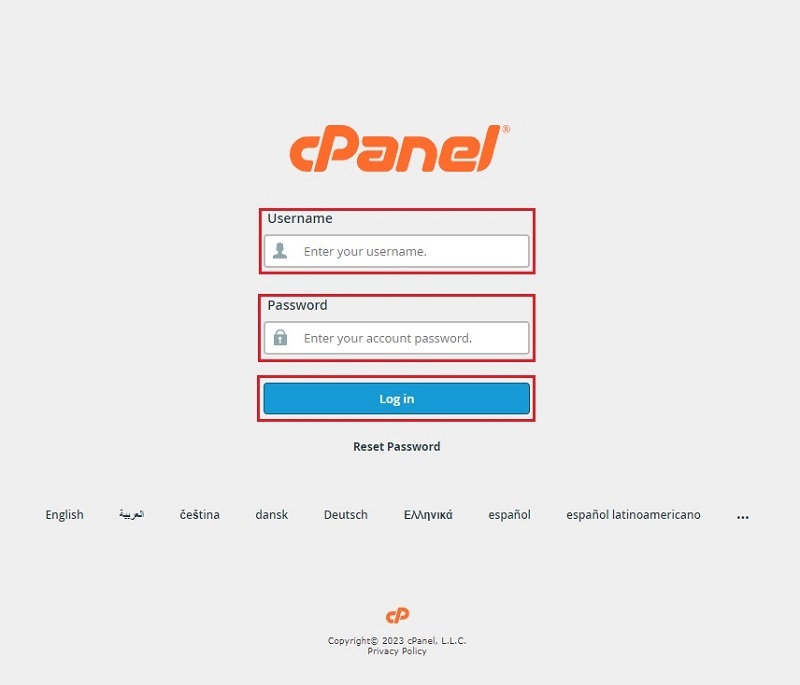 cPanel®
Username
Enter your username.
Password
Enter your account password.
Log in
Reset Password
English العربية čeština dansk Deutsch Ελληνικά español español latinoamericano ...
cP
Copyright© 2023 cPanel, L.L.C.
Privacy Policy